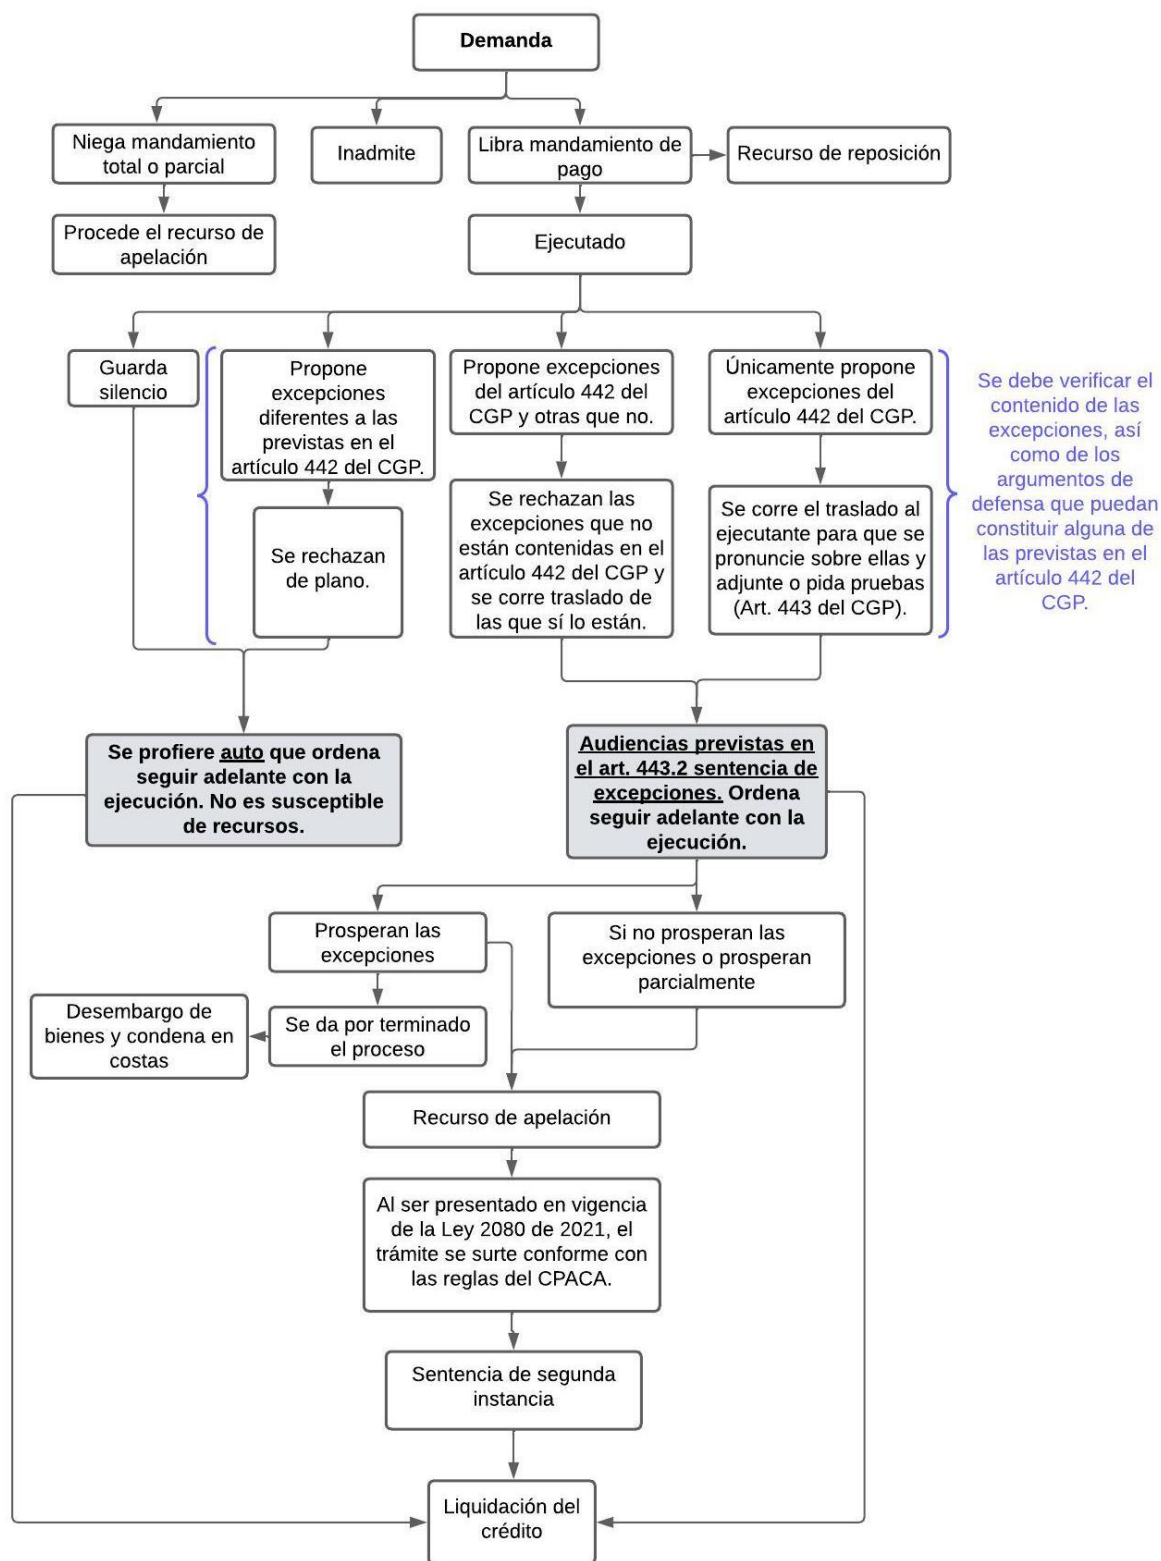 Demanda
Niega mandamiento
total o parcial
Inadmite
Libra mandamiento de
pago
Recurso de reposición
Procede el recurso de
apelación
Ejecutado
Guarda
silencio
Propone
excepciones
diferentes a las
previstas en el
artículo 442 del CGP.
Propone excepciones
del artículo 442 del
CGP y otras que no.
Únicamente propone
excepciones del
artículo 442 del CGP.
Se debe verificar el
contenido de las
excepciones, así
como de los
argumentos de
defensa que puedan
constituir alguna de
las previstas en el
artículo 442 del
CGP.
Se rechazan
de plano.
Se rechazan las
excepciones que no
están contenidas en el
artículo 442 del CGP y
se corre traslado de
las que sí lo están.
Se corre el traslado al
ejecutante para que se
pronuncie sobre ellas y
adjunte o pida pruebas
(Art. 443 del CGP).
Se profiere auto que ordena
seguir adelante con la
ejecución. No es susceptible
de recursos.
Audiencias previstas en
el art. 443.2 sentencia de
excepciones. Ordena
seguir adelante con la
ejecución.
Prosperan las
excepciones
Si no prosperan las
excepciones o prosperan
parcialmente
Desembargo de
bienes y condena en
costas
Se da por terminado
el proceso
Recurso de apelación
Al ser presentado en vigencia
de la Ley 2080 de 2021, el
trámite se surte conforme con
las reglas del CPACA.
Sentencia de segunda
instancia
Liquidación del
crédito